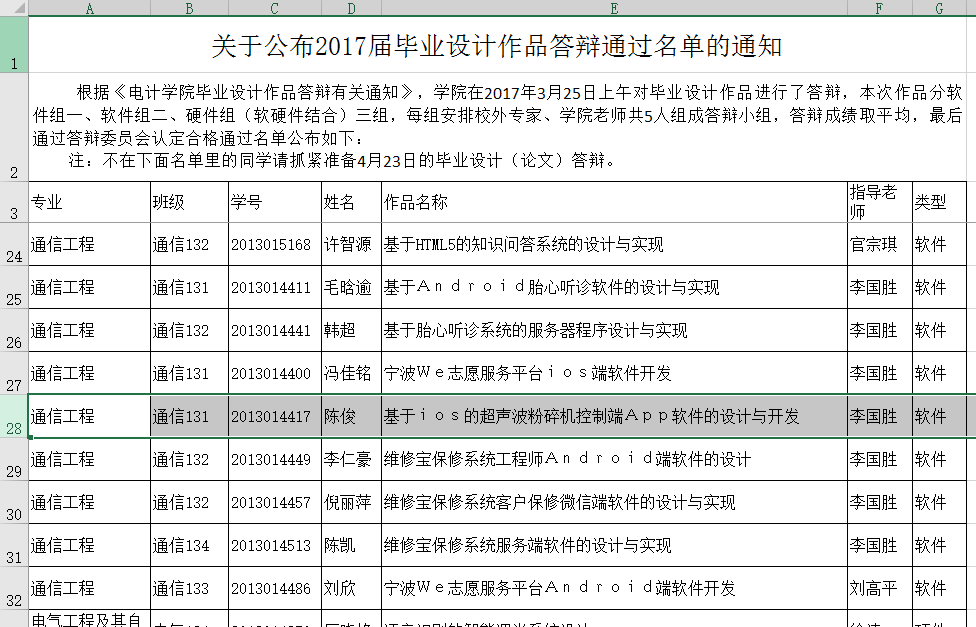 A B C D E F G
1 关于公布2017届毕业设计作品答辩通过名单的通知
根据《电计学院毕业设计作品答辩有关通知》，学院在2017年3月25日上午对毕业设计作品进行了答辩，本次作品分软
件组一、软件组二、硬件组（软硬件结合）三组，每组安排校外专家、学院老师共5人组成答辩小组，答辩成绩取平均，最后
通过答辩委员会认定合格通过名单公布如下：
2 注：不在下面名单里的同学请抓紧准备4月23日的毕业设计（论文）答辩。
3 专业 班级 学号 姓名 作品名称 指导老师 类型
24 通信工程 通信132 2013015168 许智源 基于HTML5的知识问答系统的设计与实现 官宗琪 软件
25 通信工程 通信131 2013014411 毛晗逾 基于Ａｎｄｒｏｉｄ胎心听诊软件的设计与实现 李国胜 软件
26 通信工程 通信132 2013014441 韩超 基于胎心听诊系统的服务器程序设计与实现 李国胜 软件
27 通信工程 通信131 2013014400 冯佳铭 宁波Ｗｅ志愿服务平台ｉｏｓ端软件开发 李国胜 软件
28 通信工程 通信131 2013014417 陈俊 基于ｉｏｓ的超声波粉碎机控制端Ａｐｐ软件的设计与开发 李国胜 软件
29 通信工程 通信132 2013014449 李仁豪 维修宝保修系统工程师Ａｎｄｒｏｉｄ端软件的设计 李国胜 软件
30 通信工程 通信132 2013014457 倪丽萍 维修宝保修系统客户保修微信端软件的设计与实现 李国胜 软件
31 通信工程 通信134 2013014513 陈凯 维修宝保修系统服务端软件的设计与实现 李国胜 软件
32 通信工程 通信133 2013014486 刘欣 宁波Ｗｅ志愿服务平台Ａｎｄｒｏｉｄ端软件开发 刘高平 软件
电气工程及其自